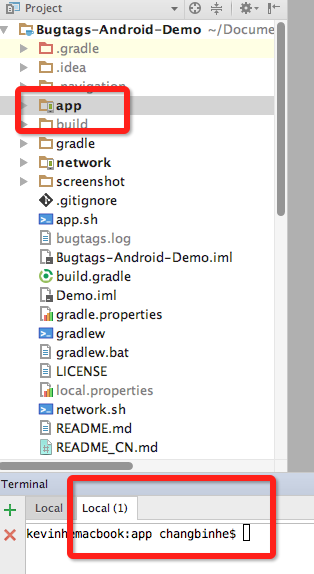 Project
Bugtags-Android-Demo ~/Docume
.gradle
.idea
.navigation
app
build
gradle
network
screenshot
.gitignore
app.sh
bugtags.log
Bugtags-Android-Demo.iml
build.gradle
Demo.iml
gradle.properties
gradlew
gradlew.bat
LICENSE
local.properties
network.sh
README.md
README_CN.md
Terminal
Local Local (1)
kevinhemacbook:app changbinhe$